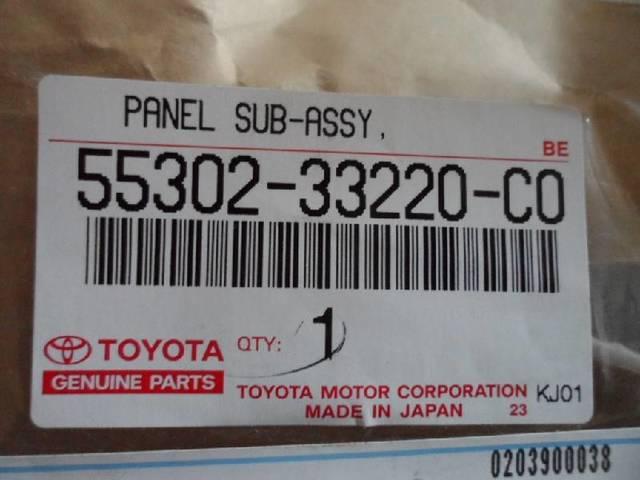 PANEL SUB-ASSY,
BE
55302-33220-C0
TOYOTA QTY: 1
GENUINE PARTS
TOYOTA MOTOR CORPORATION KJ01
MADE IN JAPAN 23
0203900038